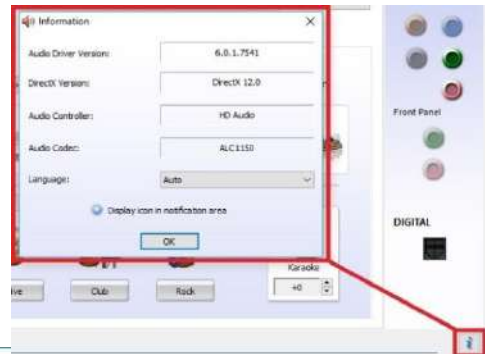 Information
Audio Driver Version:
6.0.1.7541
DirectX Version:
DirectX 12.0
Audio Controller:
HD Audio
Audio Codec:
ALC1150
Language:
Auto
Display icon in notification area
OK
Front Panel
DIGITAL
Karaoke
Club
Rock
+0
i